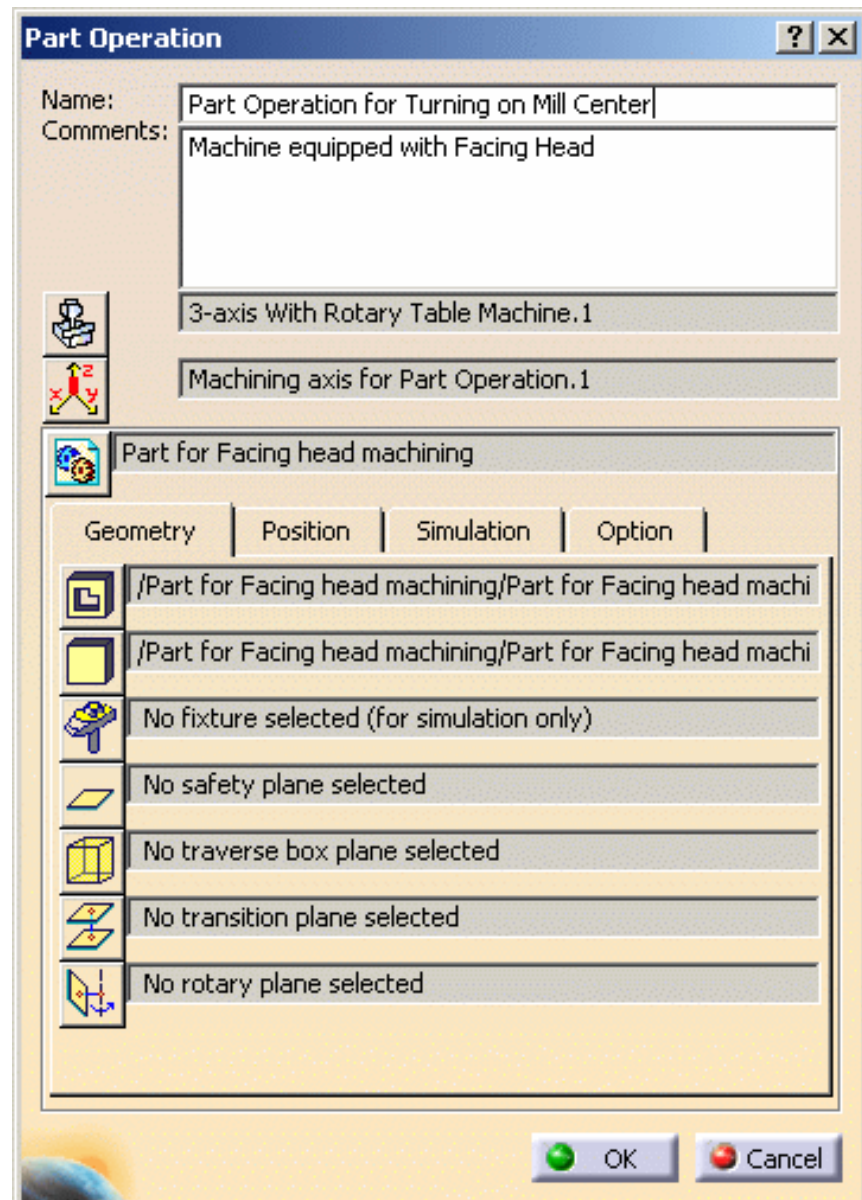 Part Operation
Name:
Part Operation for Turning on Mill Center
Comments:
Machine equipped with Facing Head
3-axis With Rotary Table Machine.1
z
x y
Machining axis for Part Operation.1
Part for Facing head machining
Geometry Position Simulation Option
/Part for Facing head machining/Part for Facing head machi
/Part for Facing head machining/Part for Facing head machi
No fixture selected (for simulation only)
No safety plane selected
No traverse box plane selected
No transition plane selected
No rotary plane selected
OK Cancel